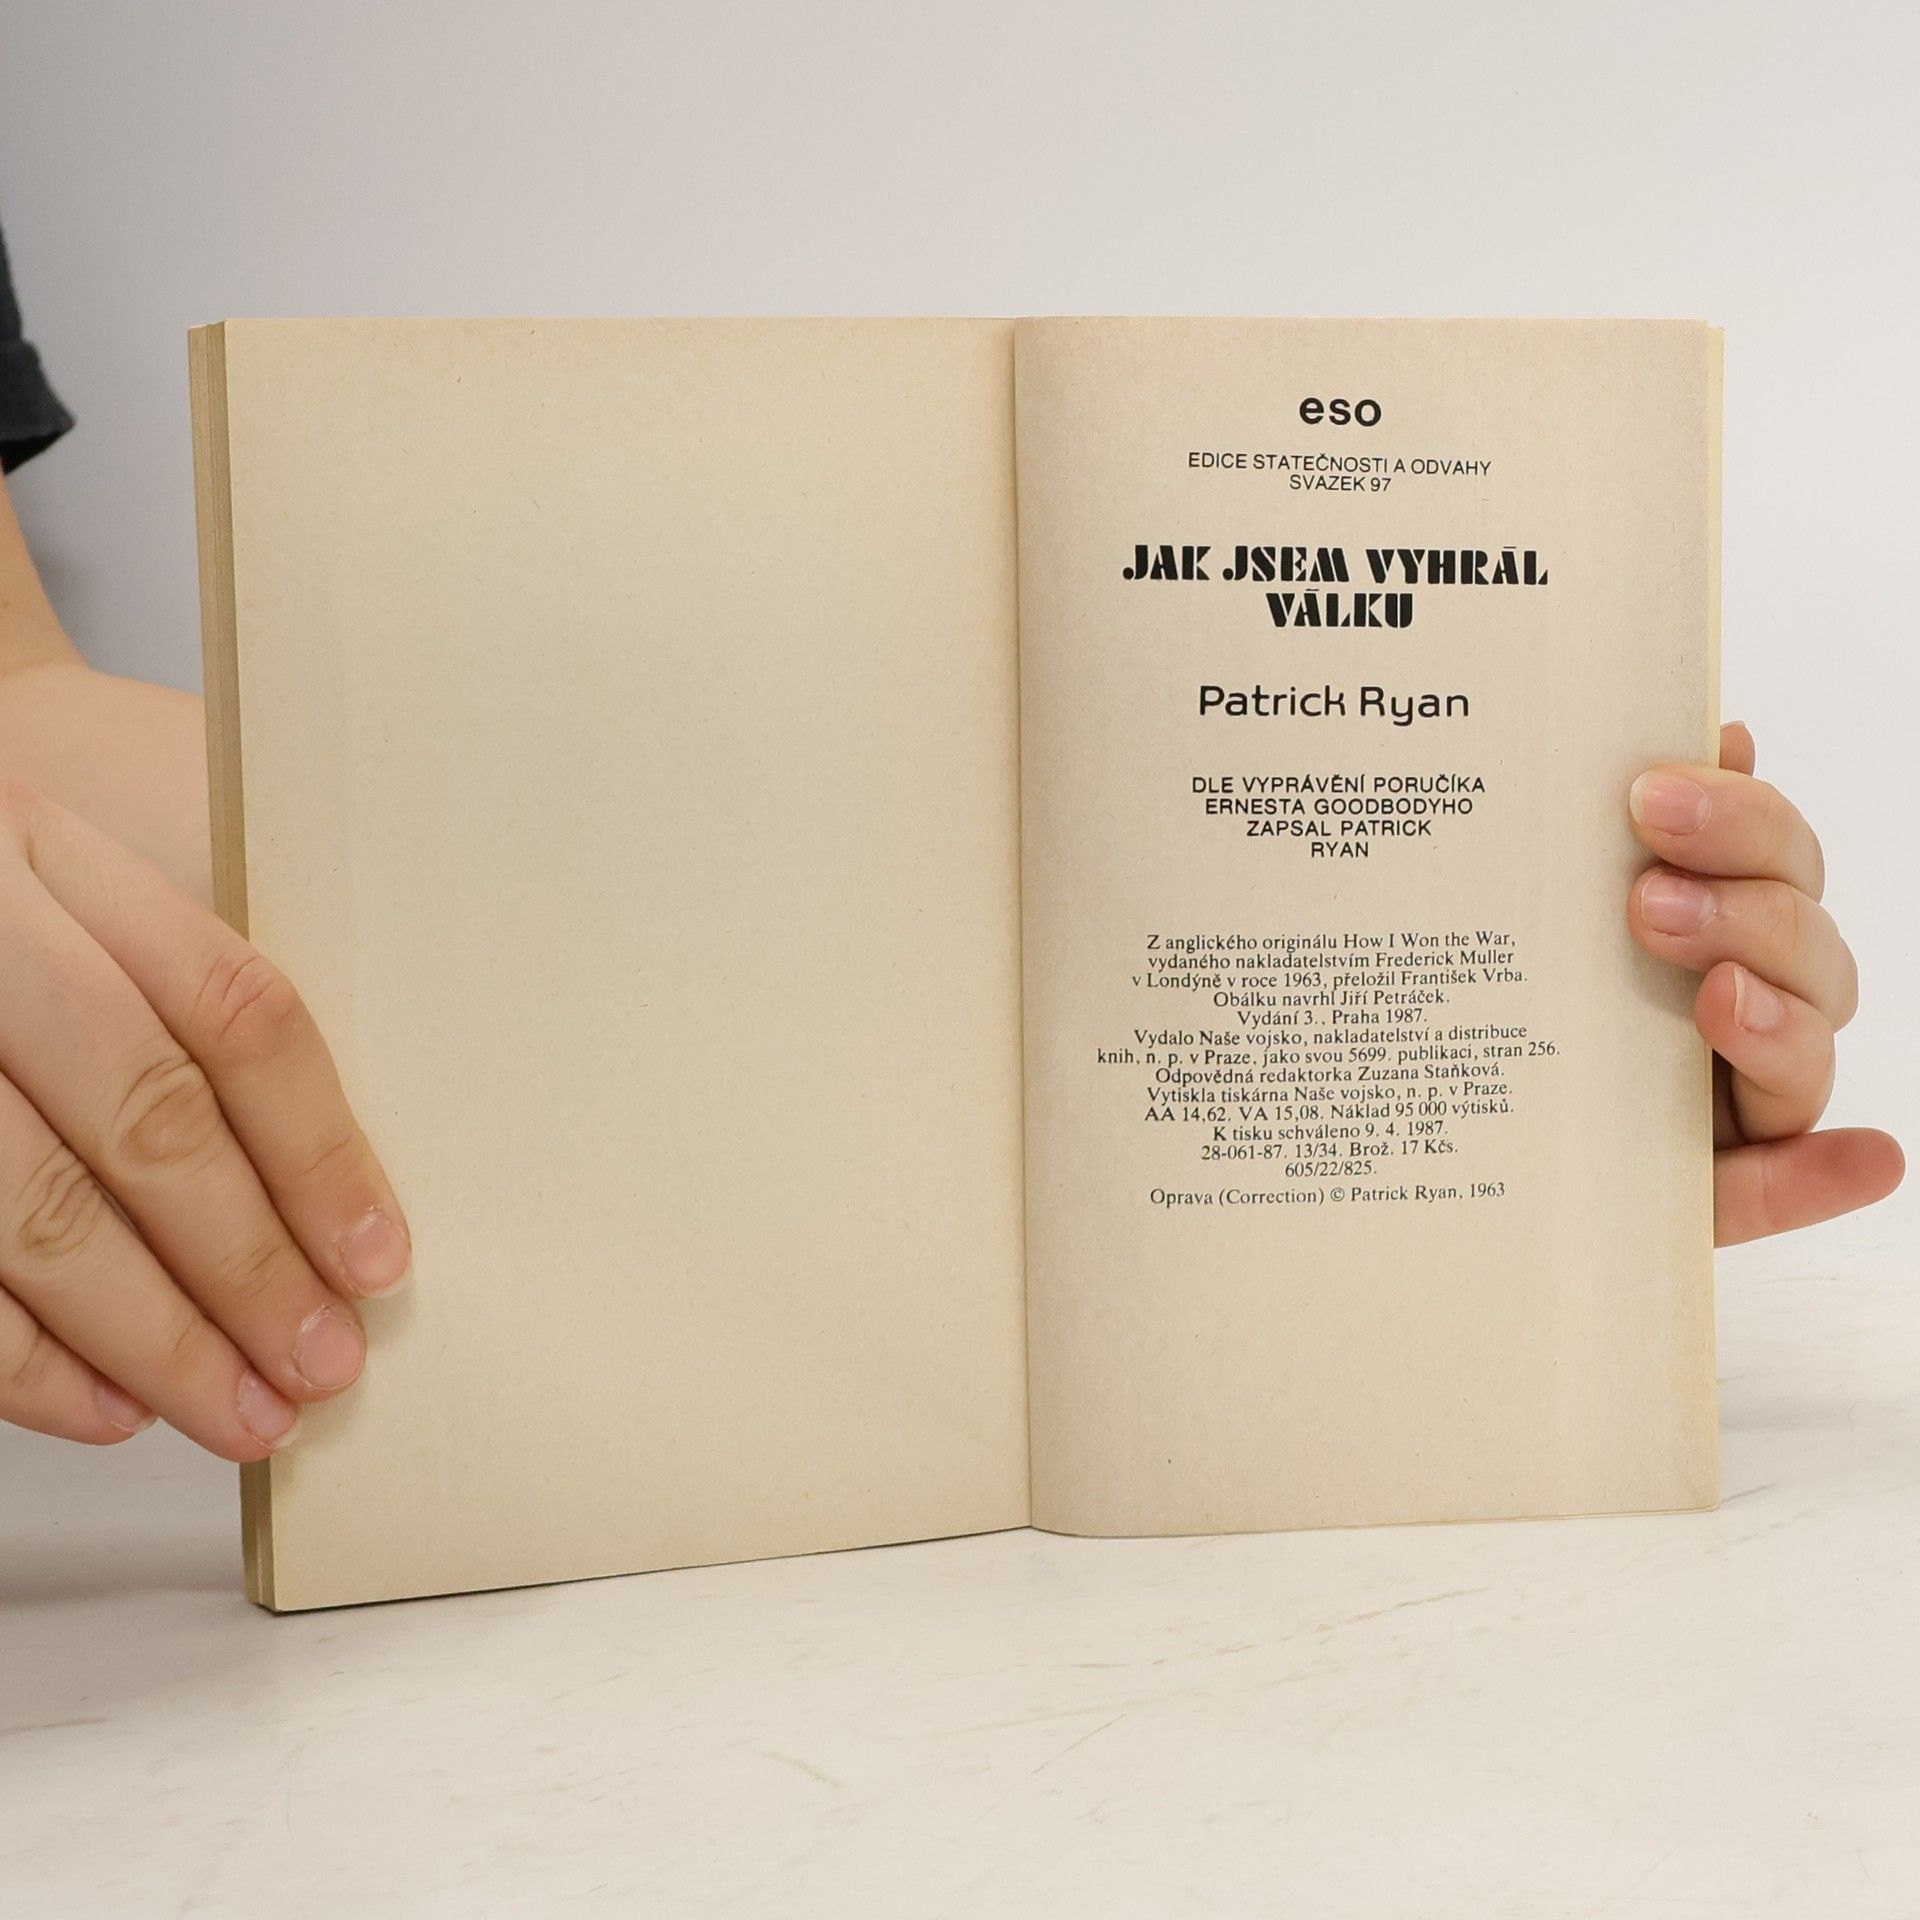 eso
EDICE STATEČNOSTI A ODVAHY
SVAZEK 97
JAK JSEM VYHRÁL
VÁLKU
Patrick Ryan
DLE VYPRÁVĚNÍ PORUČÍKA
ERNESTA GOODBODYHO
ZAPSAL PATRICK
RYAN
Z anglického originálu How I Won the War,
vydaného nakladatelstvím Frederick Muller
v Londýně v roce 1963, přeložil František Vrba.
Obálku navrhl Jiří Petráček.
Vydání 3., Praha 1987.
Vydalo Naše vojsko, nakladatelství a distribuce
knih, n. p. v Praze, jako svou 5699. publikaci, stran 256.
Odpovědná redaktorka Zuzana Staňková.
Vytiskla tiskárna Naše vojsko, n. p. v Praze.
AA 14,62. VA 15,08. Náklad 95 000 výtisků.
K tisku schváleno 9. 4. 1987.
28-061-87. 13/34. Brož. 17 Kčs.
605/22/825.
Oprava (Correction) © Patrick Ryan, 1963